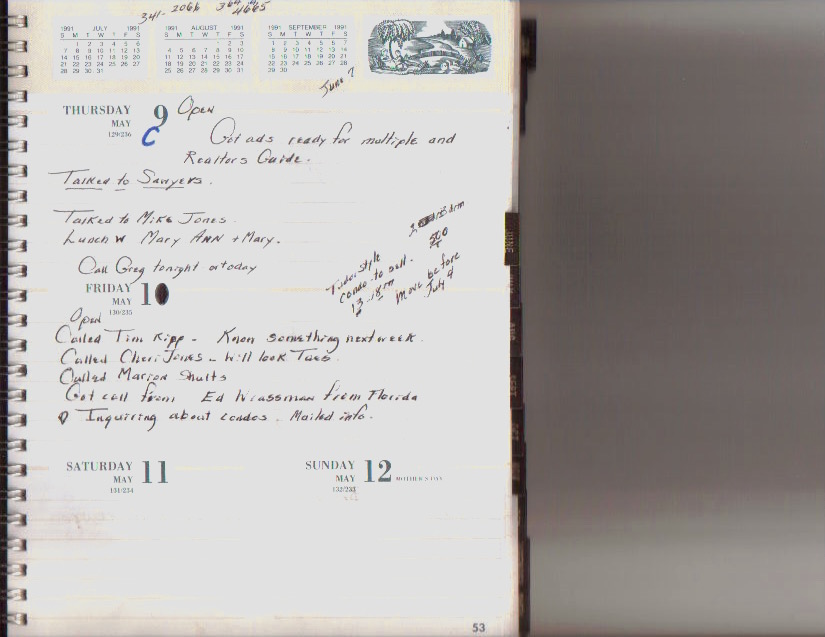 341-2066 364-4665
1991 JULY 1991
S M T W T F S
1 2 3 4 5 6
7 8 9 10 11 12 13
14 15 16 17 18 19 20
21 22 23 24 25 26 27
28 29 30 31
1991 AUGUST 1991
S M T W T F S
1 2 3
4 5 6 7 8 9 10
11 12 13 14 15 16 17
18 19 20 21 22 23 24
25 26 27 28 29 30 31
1991 SEPTEMBER 1991
S M T W T F S
1 2 3 4 5 6 7
8 9 10 11 12 13 14
15 16 17 18 19 20 21
22 23 24 25 26 27 28
29 30
June ?
THURSDAY 9
MAY
129/236
C
Open
Got ads ready for multiple and
Realtors Guide.
Talked to Sawyers.
Talked to Mike Jones.
Lunch W Mary Ann + Mary.
Call Greg tonight or today
Tudor Style
condo - to sell.
13 - 18m
Move before
July 4
FRIDAY 10
MAY
130/235
Open
Called Tim Kipp - Know something next week.
Called Cheri Jones - Will look Tues.
Called Marion Shults
Got call from Ed from Florida
Inquiring about condos. Mailed info.
SATURDAY 11
MAY
131/234
SUNDAY 12
MAY
132/233
MOTHER'S DAY
JUNE
53